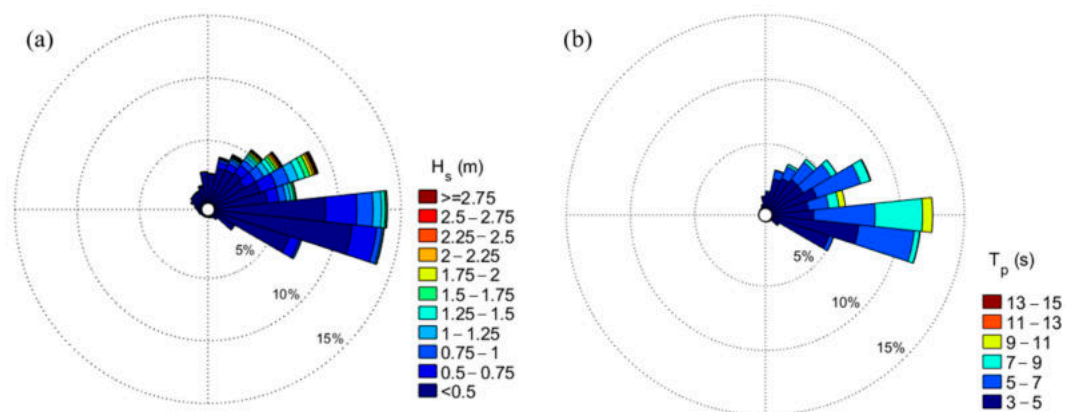 (a)
5%
10%
15%
H_s (m)
>=2.75
2.5 – 2.75
2.25 – 2.5
2 – 2.25
1.75 – 2
1.5 – 1.75
1.25 – 1.5
1 – 1.25
0.75 – 1
0.5 – 0.75
<0.5
(b)
5%
10%
15%
T_p (s)
13 – 15
11 – 13
9 – 11
7 – 9
5 – 7
3 – 5